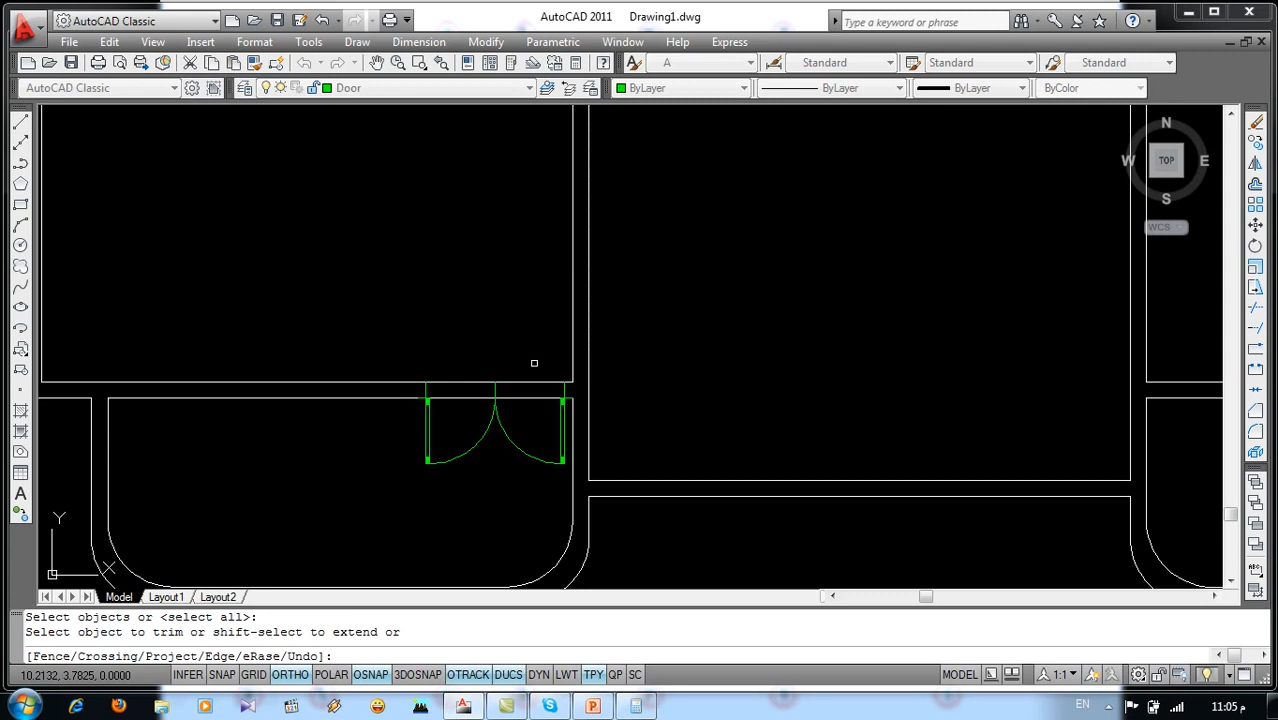 AutoCAD Classic
AutoCAD 2011 Drawing1.dwg
Type a keyword or phrase
File Edit View Insert Format Tools Draw Dimension Modify Parametric Window Help Express
A Standard Standard Standard
AutoCAD Classic Door ByLayer ByLayer ByLayer ByColor
N
W TOP E
S
WCS
A
Y
X
Model Layout1 Layout2
Select objects or <select all>:
Select object to trim or shift-select to extend or
[Fence/Crossing/Project/Edge/eRase/Undo]:
10.2132, 3.7825, 0.0000 INFER SNAP GRID ORTHO POLAR OSNAP 3DOSNAP OTRACK DUCS DYN LWT TPY QP SC MODEL 1:1
EN 11:05 م